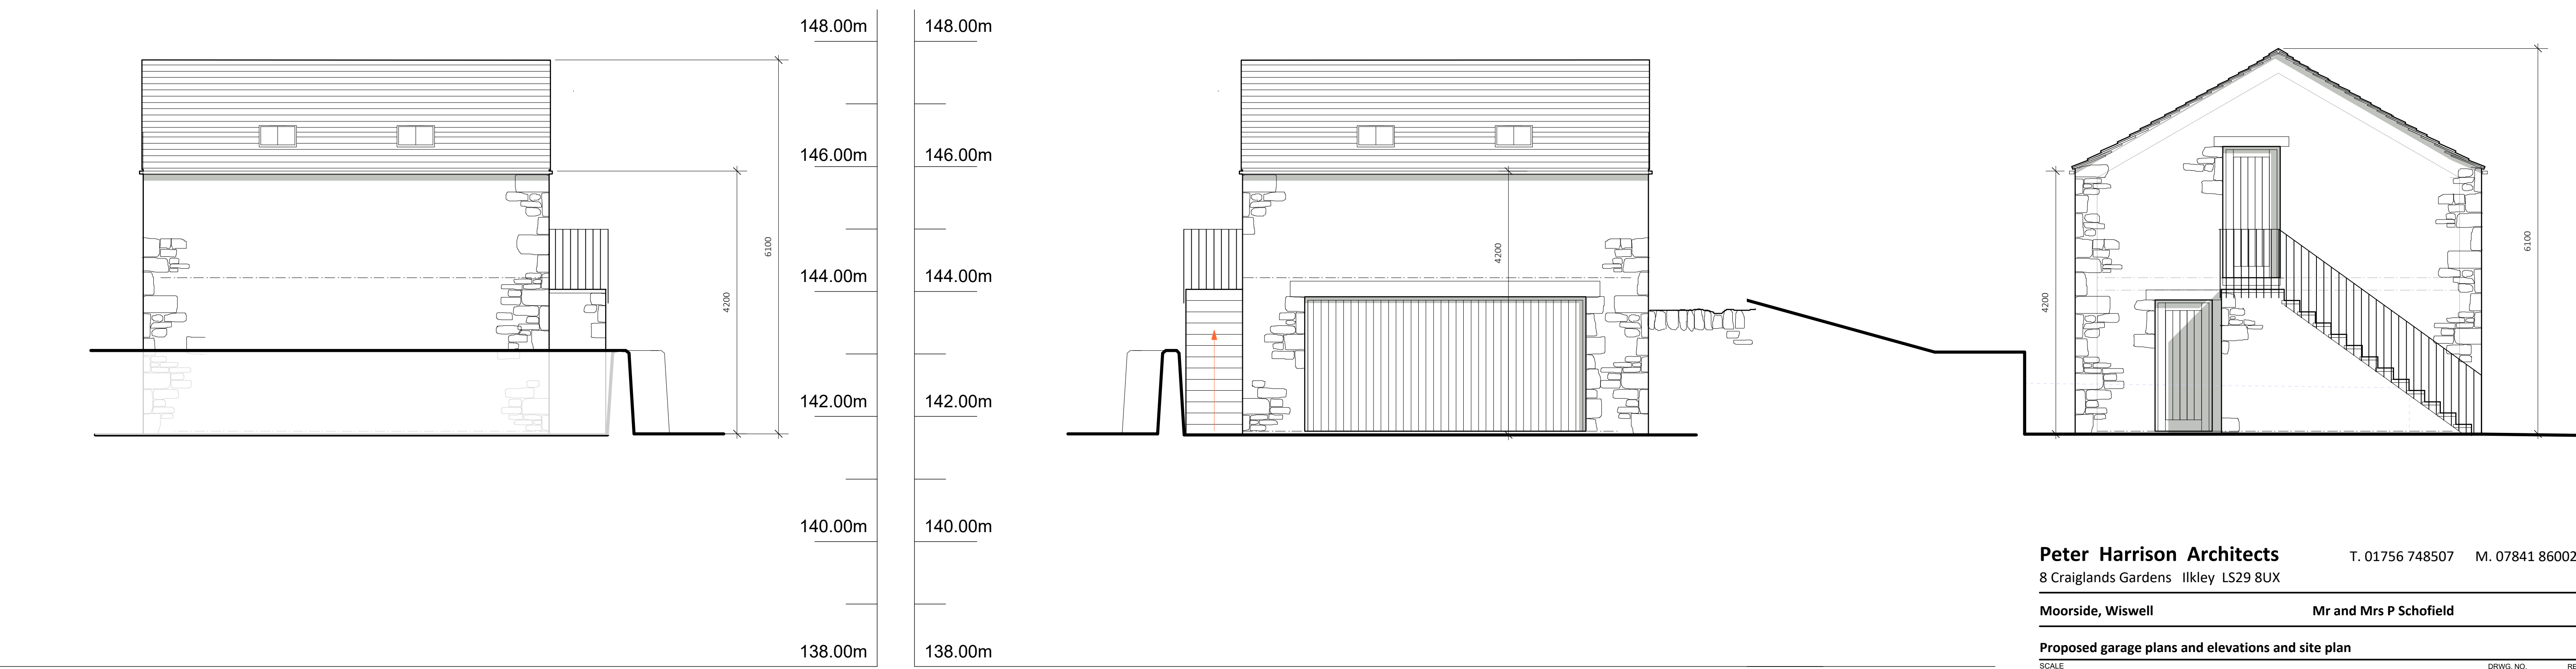 148.00m
146.00m
144.00m
142.00m
140.00m
138.00m
6100
4200
148.00m
146.00m
144.00m
142.00m
140.00m
138.00m
4200
4200
6100
Peter Harrison Architects T. 01756 748507 M. 07841 86002
8 Craiglands Gardens Ilkley LS29 8UX
Moorside, Wiswell Mr and Mrs P Schofield
Proposed garage plans and elevations and site plan
SCALE DRWG. NO. RE